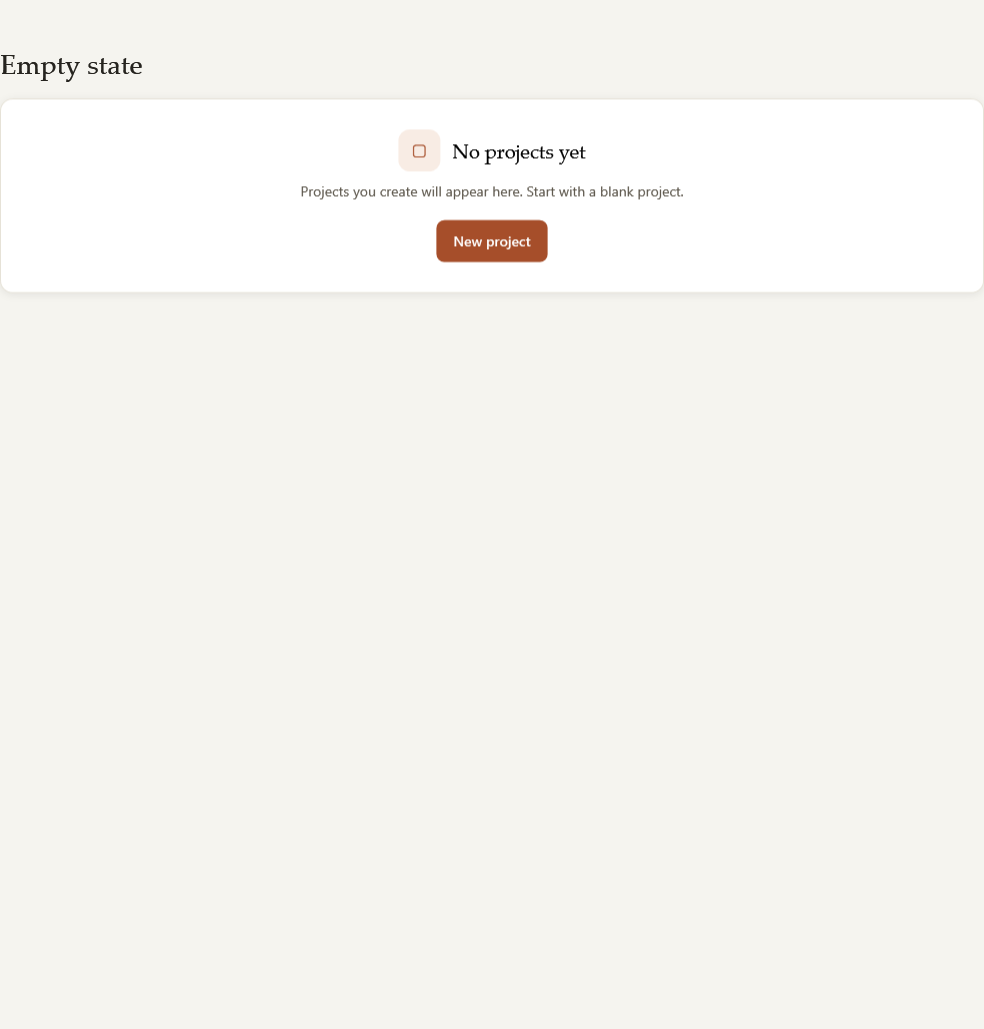 Empty state
No projects yet
Projects you create will appear here. Start with a blank project.
New project